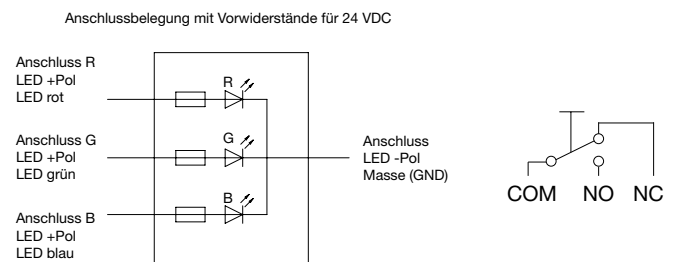 Anschlussbelegung mit Vorwiderstände für 24 VDC
Anschluss R
LED +Pol
LED rot
R
Anschluss G
LED +Pol
LED grün
G
Anschluss
LED -Pol
Masse (GND)
Anschluss B
LED +Pol
LED blau
B
COM NO NC